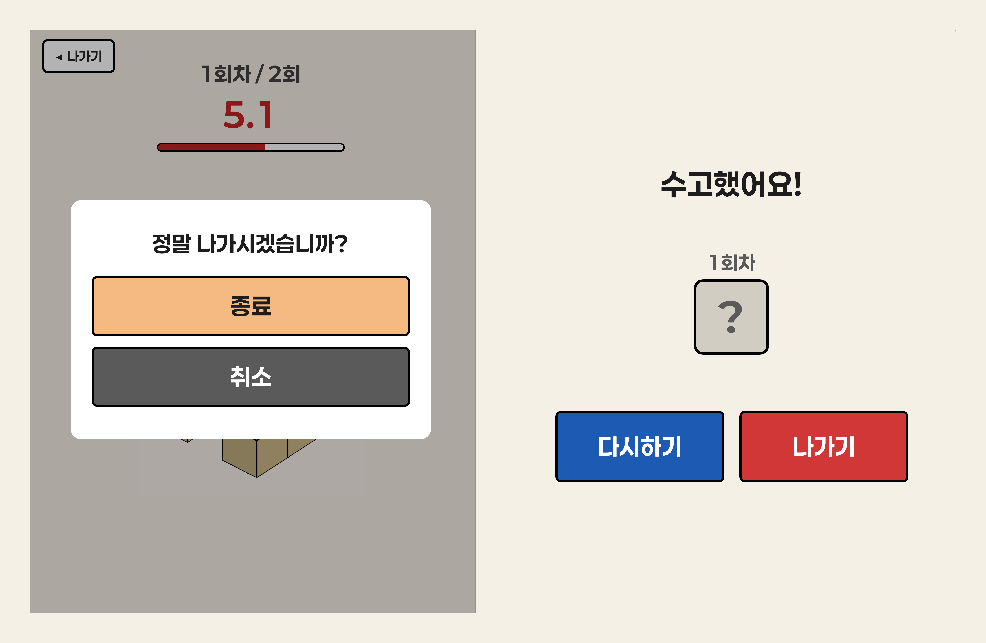 ◂ 나가기
1회차 / 2회
5.1
정말 나가시겠습니까?
종료
취소
수고했어요!
1회차
?
다시하기
나가기